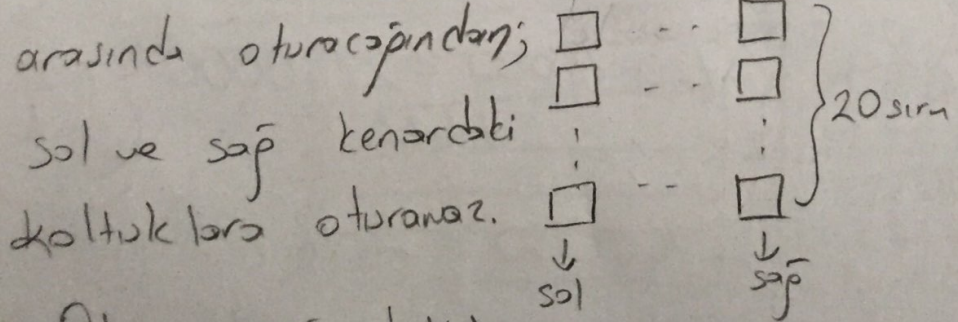 arasında oturacağından;
sol ve sağ kenardaki
koltuklara oturamaz.
20 sıra
sol
sağ